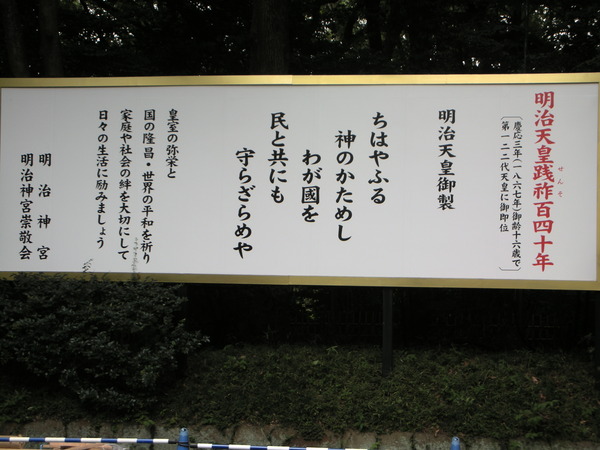 明治天皇践祚百四十年
せんそ
（慶応三年（一八六七年）御齢十六歳で
第一二二代天皇に御即位）
明治天皇御製
ちはやふる
神のかためし
わが國を
民と共にも
守らざらめや
皇室の弥栄と
国の隆昌・世界の平和を祈り
家庭や社会の絆を大切にして
日々の生活に励みましょう
明治神宮
明治神宮崇敬会